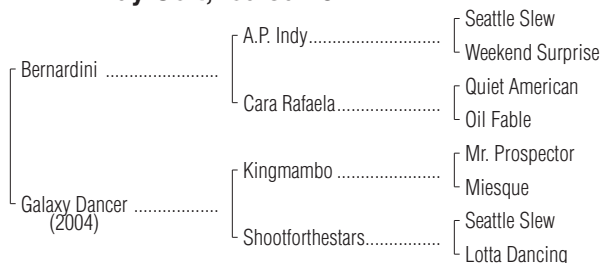 Seattle Slew
A.P. Indy
Weekend Surprise
Bernardini
Quiet American
Cara Rafaela
Oil Fable
Mr. Prospector
Kingmambo
Miesque
Galaxy Dancer
(2004)
Seattle Slew
Shootforthestars
Lotta Dancing